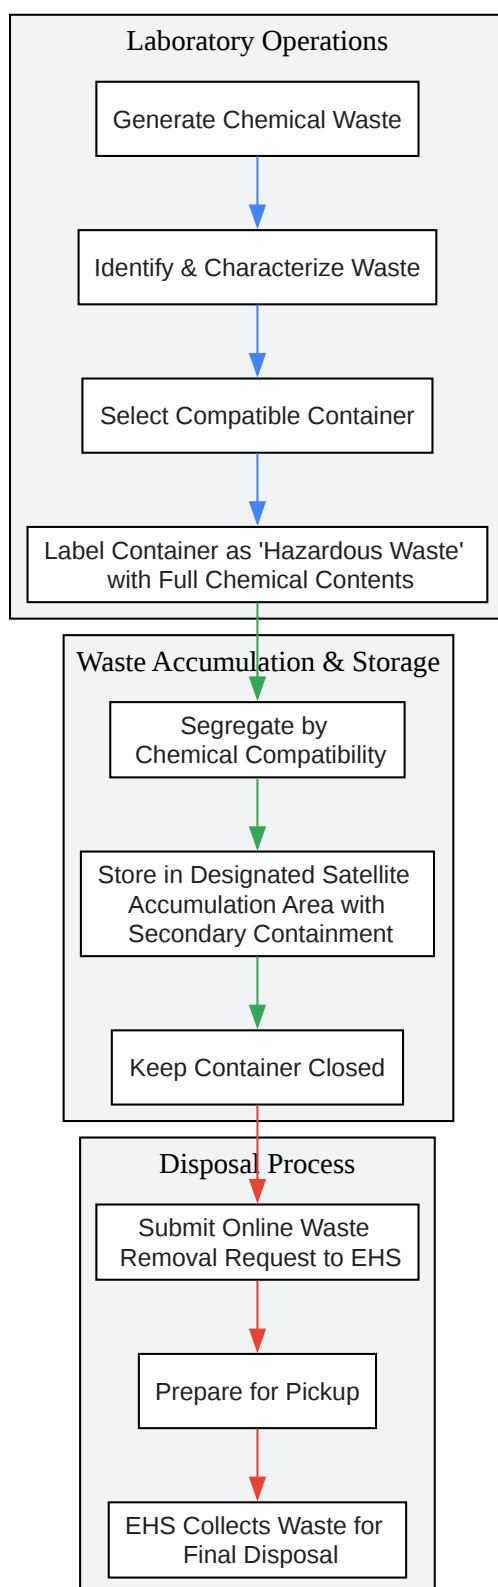 Laboratory Operations
Generate Chemical Waste
Identify & Characterize Waste
Select Compatible Container
Label Container as 'Hazardous Waste'
with Full Chemical Contents
Waste Accumulation & Storage
Segregate by
Chemical Compatibility
Store in Designated Satellite
Accumulation Area with
Secondary Containment
Keep Container Closed
Disposal Process
Submit Online Waste
Removal Request to EHS
Prepare for Pickup
EHS Collects Waste for
Final Disposal